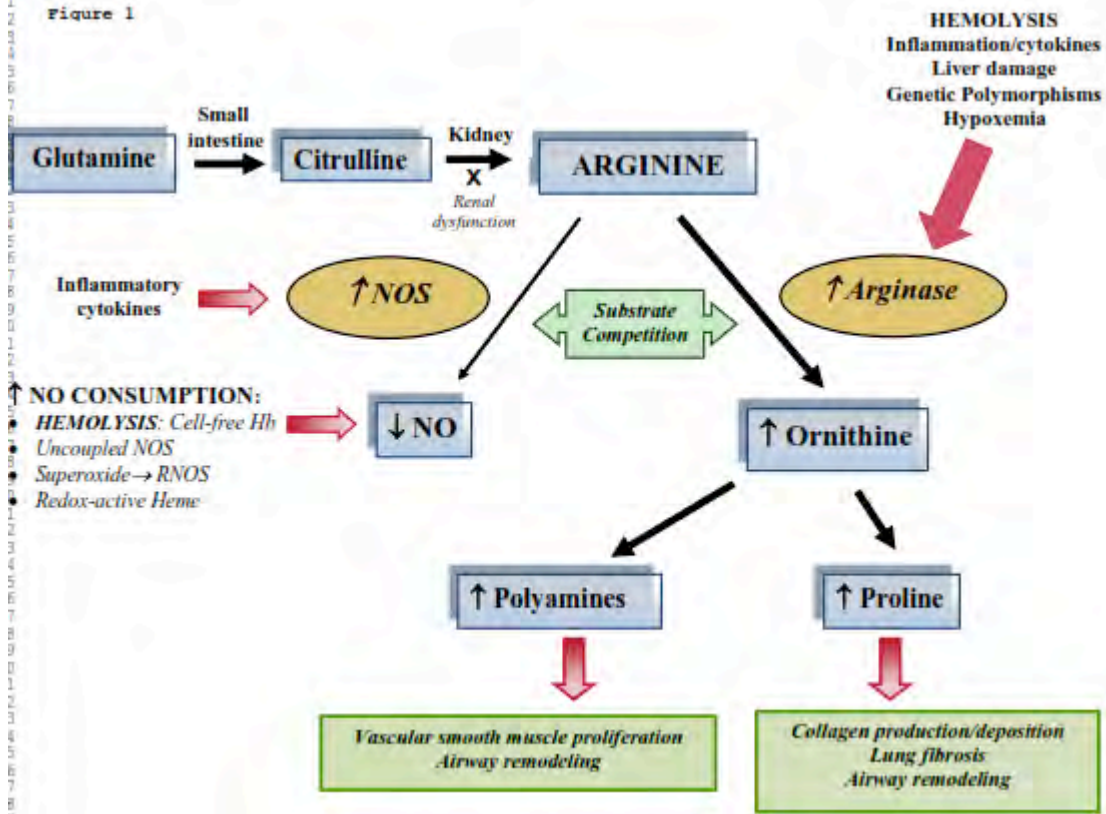 Figure 1
HEMOLYSIS
Inflammation/cytokines
Liver damage
Genetic Polymorphisms
Hypoxemia
Small
intestine
Kidney
Glutamine
Citrulline
X
ARGININE
Renal
dysfunction
Inflammatory
cytokines
↑NOS
Substrate
Competition
↑Arginase
↑ NO CONSUMPTION:
• HEMOLYSIS: Cell-free Hb
• Uncoupled NOS
• Superoxide→ RNOS
• Redox-active Heme
↓NO
↑ Ornithine
↑ Polyamines
↑ Proline
Vascular smooth muscle proliferation
Airway remodeling
Collagen production/deposition
Lung fibrosis
Airway remodeling